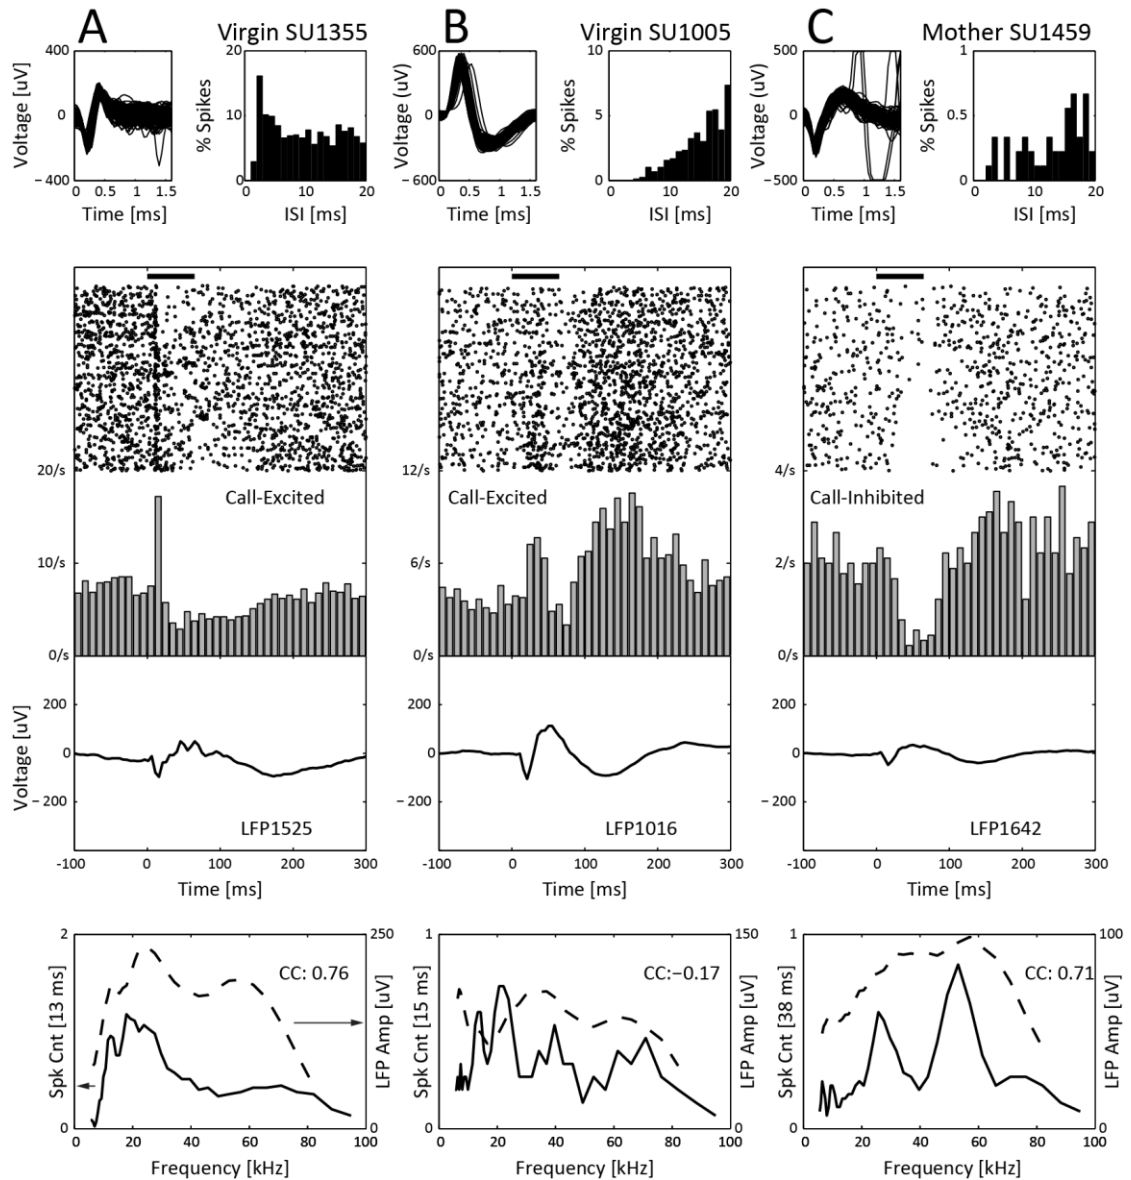 A
Virgin SU1355
B
Virgin SU1005
C
Mother SU1459
Voltage [uV]
400
0
−400
0 0.5 1 1.5
Time [ms]
% Spikes
20
10
0
0 10 20
ISI [ms]
Voltage (uV)
600
0
−600
0 0.5 1 1.5
Time [ms]
% Spikes
10
5
0
0 10 20
ISI [ms]
Voltage (uV)
500
0
−500
0 0.5 1 1.5
Time [ms]
% Spikes
1
0.5
0
0 10 20
ISI [ms]
20/s
10/s
0/s
Call-Excited
12/s
6/s
0/s
Call-Excited
4/s
2/s
0/s
Call-Inhibited
Voltage [uV]
200
0
−200
LFP1525
-100 0 100 200 300
Time [ms]
200
0
−200
LFP1016
-100 0 100 200 300
Time [ms]
200
0
−200
LFP1642
-100 0 100 200 300
Time [ms]
Spk Cnt [13 ms]
2
1
0
CC: 0.76
250
0
LFP Amp [uV]
0 20 40 60 80 100
Frequency [kHz]
Spk Cnt [15 ms]
1
0
CC:−0.17
150
0
LFP Amp [uV]
0 20 40 60 80 100
Frequency [kHz]
Spk Cnt [38 ms]
1
0
CC: 0.71
100
0
LFP Amp [uV]
0 20 40 60 80 100
Frequency [kHz]